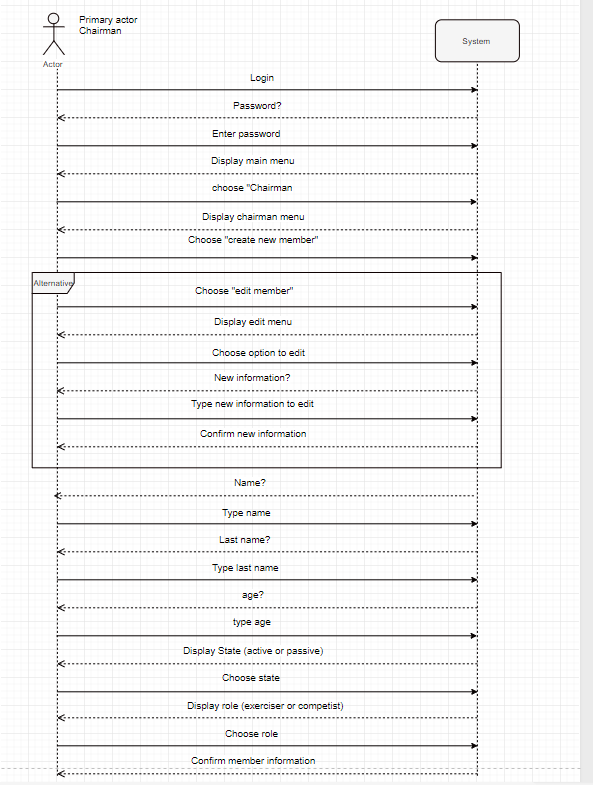 Primary actor
Chairman
Actor
System
Login
Password?
Enter password
Display main menu
choose "Chairman
Display chairman menu
Choose "create new member"
Alternative
Choose "edit member"
Display edit menu
Choose option to edit
New information?
Type new information to edit
Confirm new information
Name?
Type name
Last name?
Type last name
age?
type age
Display State (active or passive)
Choose state
Display role (exerciser or competist)
Choose role
Confirm member information